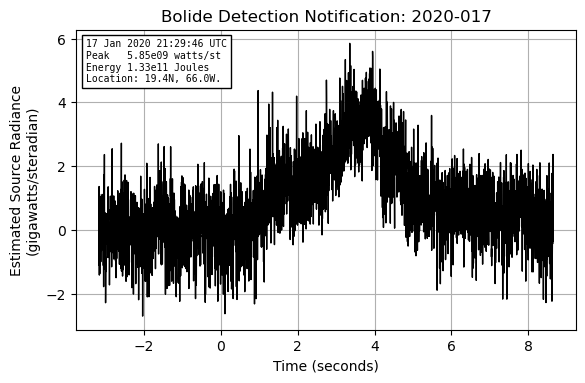 Bolide Detection Notification: 2020-017
17 Jan 2020 21:29:46 UTC
Peak   5.85e09 watts/st
Energy 1.33e11 Joules
Location: 19.4N, 66.0W.
Estimated Source Radiance
(gigawatts/steradian)
6
4
2
0
−2
−2 0 2 4 6 8
Time (seconds)